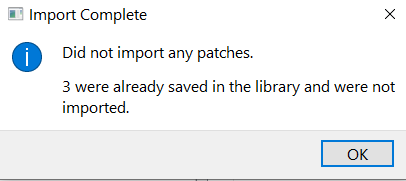 Import Complete
Did not import any patches.
3 were already saved in the library and were not
imported.
OK